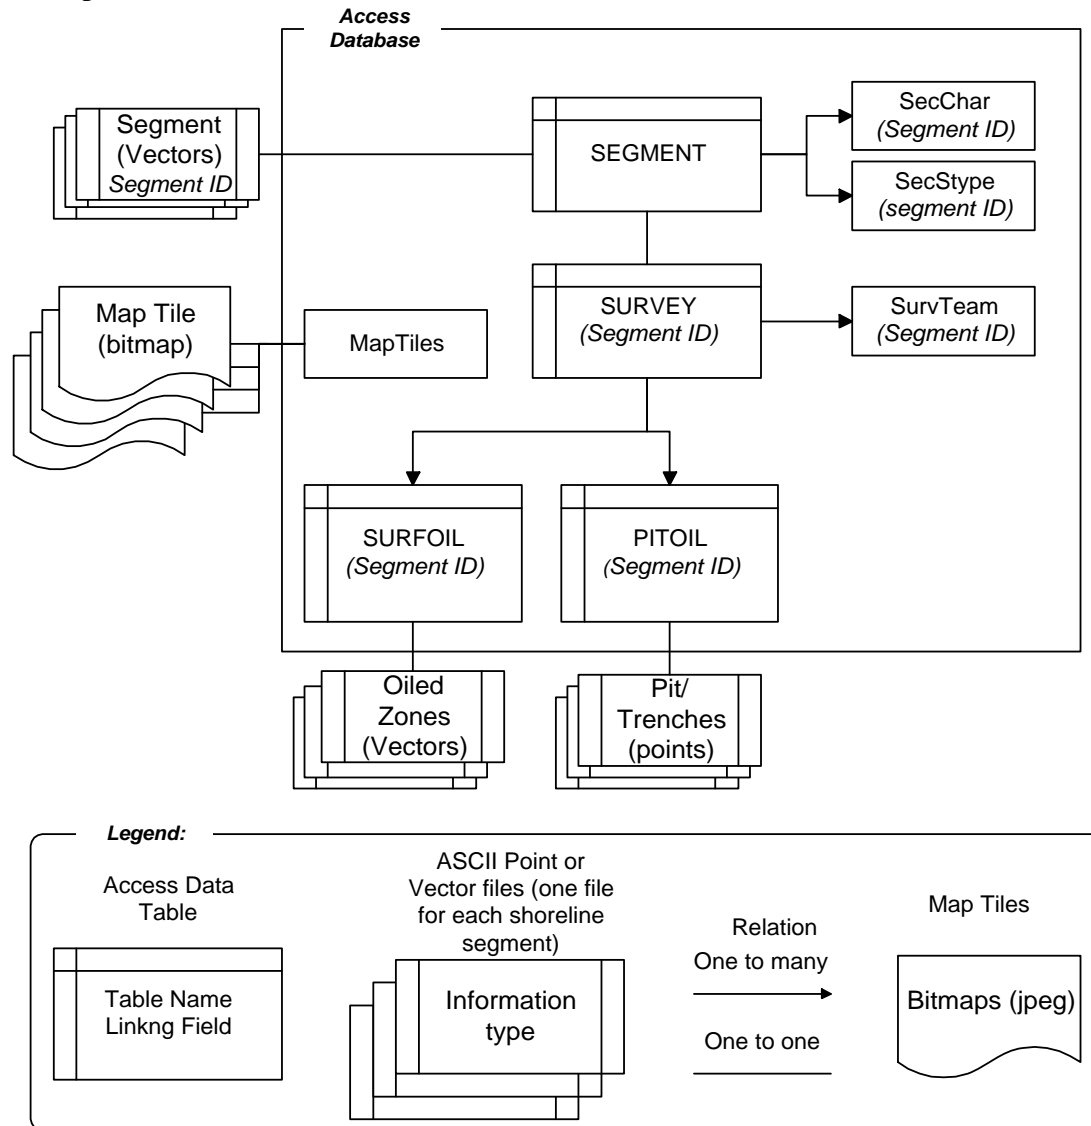 Access
Database
Segment
(Vectors)
Segment ID
SEGMENT
SecChar
(Segment ID)
SecStype
(segment ID)
Map Tile
(bitmap)
MapTiles
SURVEY
(Segment ID)
SurvTeam
(Segment ID)
SURFOIL
(Segment ID)
PITOIL
(Segment ID)
Oiled
Zones
(Vectors)
Pit/
Trenches
(points)
Legend:
Access Data
Table
Table Name
Linkng Field
ASCII Point or
Vector files (one file
for each shoreline
segment)
Information
type
Relation
One to many
One to one
Map Tiles
Bitmaps (jpeg)